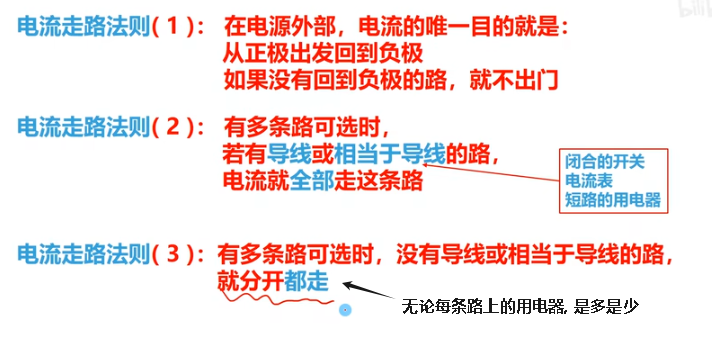 电流走路法则(1)： 在电源外部，电流的唯一目的就是：
从正极出发回到负极
如果没有回到负极的路，就不出门
电流走路法则(2)： 有多条路可选时，
若有导线或相当于导线的路，
电流就全部走这条路
闭合的开关
电流表
短路的用电器
电流走路法则(3)：有多条路可选时，没有导线或相当于导线的路，
就分开都走
无论每条路上的用电器, 是多是少